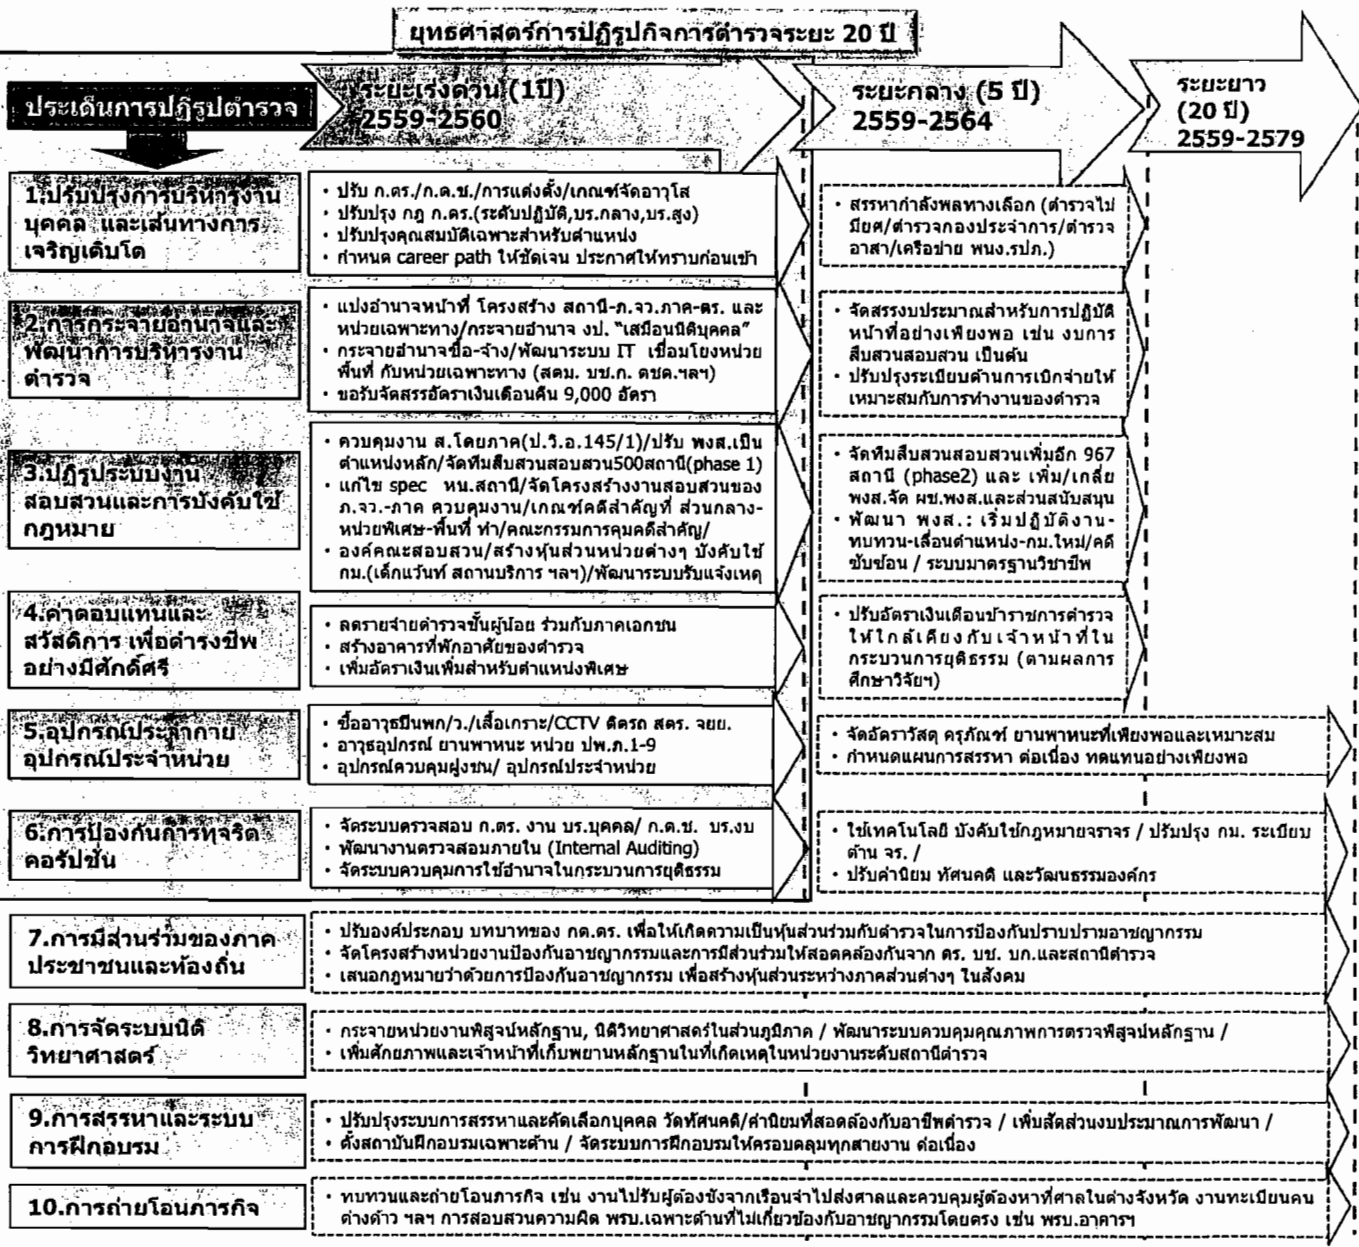 ยุทธศาสตร์การปฏิรูปกิจการตำรวจระยะ 20 ปี
ประเด็นการปฏิรูปตำรวจ
ระยะเร่งด่วน (1ปี)
2559-2560
ระยะกลาง (5 ปี)
2559-2564
ระยะยาว
(20 ปี)
2559-2579
1.ปรับปรุงการบริหารงาน
บุคคล และเส้นทางการ
เจริญเติบโต
• ปรับ ก.ตร./ก.ต.ช./การแต่งตั้ง/เกณฑ์จัดอาวุโส
• ปรับปรุง กฎ ก.ตร.(ระดับปฏิบัติ,บร.กลาง,บร.สูง)
• ปรับปรุงคุณสมบัติเฉพาะสำหรับตำแหน่ง
• กำหนด career path ให้ชัดเจน ประกาศให้ทราบก่อนเข้า
• สรรหากำลังพลทางเลือก (ตำรวจไม่
มียศ/ตำรวจกองประจำการ/ตำรวจ
อาสา/เครือข่าย พนง.รปภ.)
2.การกระจายอำนาจและ
พัฒนาการบริหารงาน
ตำรวจ
• แบ่งอำนาจหน้าที่ โครงสร้าง สถานี-ภ.จว.ภาค-ตร. และ
หน่วยเฉพาะทาง/กระจายอำนาจ งป. “เสมือนนิติบุคคล”
• กระจายอำนาจซื้อ-จ้าง/พัฒนาระบบ IT เชื่อมโยงหน่วย
พื้นที่ กับหน่วยเฉพาะทาง (สตม. บช.ก. ตชด.ฯลฯ)
• ขอรับจัดสรรอัตราเงินเดือนคืน 9,000 อัตรา
• จัดสรรงบประมาณสำหรับการปฏิบัติ
หน้าที่อย่างเพียงพอ เช่น งบการ
สืบสวนสอบสวน เป็นต้น
• ปรับปรุงระเบียบด้านการเบิกจ่ายให้
เหมาะสมกับการทำงานของตำรวจ
3.ปฏิรูประบบงาน
สอบสวนและการบังคับใช้
กฎหมาย
• ควบคุมงาน ส.โดยภาค(ป.วิ.อ.145/1)/ปรับ พงส.เป็น
ตำแหน่งหลัก/จัดทีมสืบสวนสอบสวน500สถานี(phase 1)
• แก้ไข spec หน.สถานี/จัดโครงสร้างงานสอบสวนของ
ภ.จว.-ภาค ควบคุมงาน/เกณฑ์คดีสำคัญที่ ส่วนกลาง-
หน่วยพิเศษ-พื้นที่ ทำ/คณะกรรมการคุมคดีสำคัญ/
• องค์คณะสอบสวน/สร้างหุ้นส่วนหน่วยต่างๆ บังคับใช้
กม.(เด็กแว้นท์ สถานบริการ ฯลฯ)/พัฒนาระบบรับแจ้งเหตุ
• จัดทีมสืบสวนสอบสวนเพิ่มอีก 967
สถานี (phase2) และ เพิ่ม/เกลี่ย
พงส.จัด ผช.พงส.และส่วนสนับสนุน
• พัฒนา พงส.: เริ่มปฏิบัติงาน-
ทบทวน-เลื่อนตำแหน่ง-กม.ใหม่/คดี
ซับซ้อน / ระบบมาตรฐานวิชาชีพ
4.ค่าตอบแทนและ
สวัสดิการ เพื่อดำรงชีพ
อย่างมีศักดิ์ศรี
• ลดรายจ่ายตำรวจชั้นผู้น้อย ร่วมกับภาคเอกชน
• สร้างอาคารที่พักอาศัยของตำรวจ
• เพิ่มอัตราเงินเพิ่มสำหรับตำแหน่งพิเศษ
• ปรับอัตราเงินเดือนข้าราชการตำรวจ
ให้ใกล้เคียงกับเจ้าหน้าที่ใน
กระบวนการยุติธรรม (ตามผลการ
ศึกษาวิจัยฯ)
5.อุปกรณ์ประจำกาย
อุปกรณ์ประจำหน่วย
• ซื้ออาวุธปืนพก/ว./เสื้อเกราะ/CCTV ติดรถ สตร. จยย.
• อาวุธอุปกรณ์ ยานพาหนะ หน่วย ปพ.ภ.1-9
• อุปกรณ์ควบคุมฝูงชน/ อุปกรณ์ประจำหน่วย
• จัดอัตราวัสดุ ครุภัณฑ์ ยานพาหนะที่เพียงพอและเหมาะสม
• กำหนดแผนการสรรหา ต่อเนื่อง ทดแทนอย่างเพียงพอ
6.การป้องกันการทุจริต
คอรัปชั่น
• จัดระบบตรวจสอบ ก.ตร. งาน บร.บุคคล/ ก.ต.ช. บร.งบ
• พัฒนางานตรวจสอบภายใน (Internal Auditing)
• จัดระบบควบคุมการใช้อำนาจในกระบวนการยุติธรรม
• ใช้เทคโนโลยี บังคับใช้กฎหมายจราจร / ปรับปรุง กม. ระเบียบ
ด้าน จร. /
• ปรับค่านิยม ทัศนคติ และวัฒนธรรมองค์กร
7.การมีส่วนร่วมของภาค
ประชาชนและท้องถิ่น
• ปรับองค์ประกอบ บทบาทของ กต.ตร. เพื่อให้เกิดความเป็นหุ้นส่วนร่วมกับตำรวจในการป้องกันปราบปรามอาชญากรรม
• จัดโครงสร้างหน่วยงานป้องกันอาชญากรรมและการมีส่วนร่วมให้สอดคล้องกันจาก ตร. บช. บก.และสถานีตำรวจ
• เสนอกฎหมายว่าด้วยการป้องกันอาชญากรรม เพื่อสร้างหุ้นส่วนระหว่างภาคส่วนต่างๆ ในสังคม
8.การจัดระบบนิติ
วิทยาศาสตร์
• กระจายหน่วยงานพิสูจน์หลักฐาน, นิติวิทยาศาสตร์ในส่วนภูมิภาค / พัฒนาระบบควบคุมคุณภาพการตรวจพิสูจน์หลักฐาน /
• เพิ่มศักยภาพและเจ้าหน้าที่เก็บพยานหลักฐานในที่เกิดเหตุในหน่วยงานระดับสถานีตำรวจ
9.การสรรหาและระบบ
การฝึกอบรม
• ปรับปรุงระบบการสรรหาและคัดเลือกบุคคล วัดทัศนคติ/ค่านิยมที่สอดคล้องกับอาชีพตำรวจ / เพิ่มสัดส่วนงบประมาณการพัฒนา /
• ตั้งสถาบันฝึกอบรมเฉพาะด้าน / จัดระบบการฝึกอบรมให้ครอบคลุมทุกสายงาน ต่อเนื่อง
10.การถ่ายโอนภารกิจ
• ทบทวนและถ่ายโอนภารกิจ เช่น งานไปรับผู้ต้องขังจากเรือนจำไปส่งศาลและควบคุมผู้ต้องหาที่ศาลในต่างจังหวัด งานทะเบียนคน
ต่างด้าว ฯลฯ การสอบสวนความผิด พรบ.เฉพาะด้านที่ไม่เกี่ยวข้องกับอาชญากรรมโดยตรง เช่น พรบ.อาคารฯ